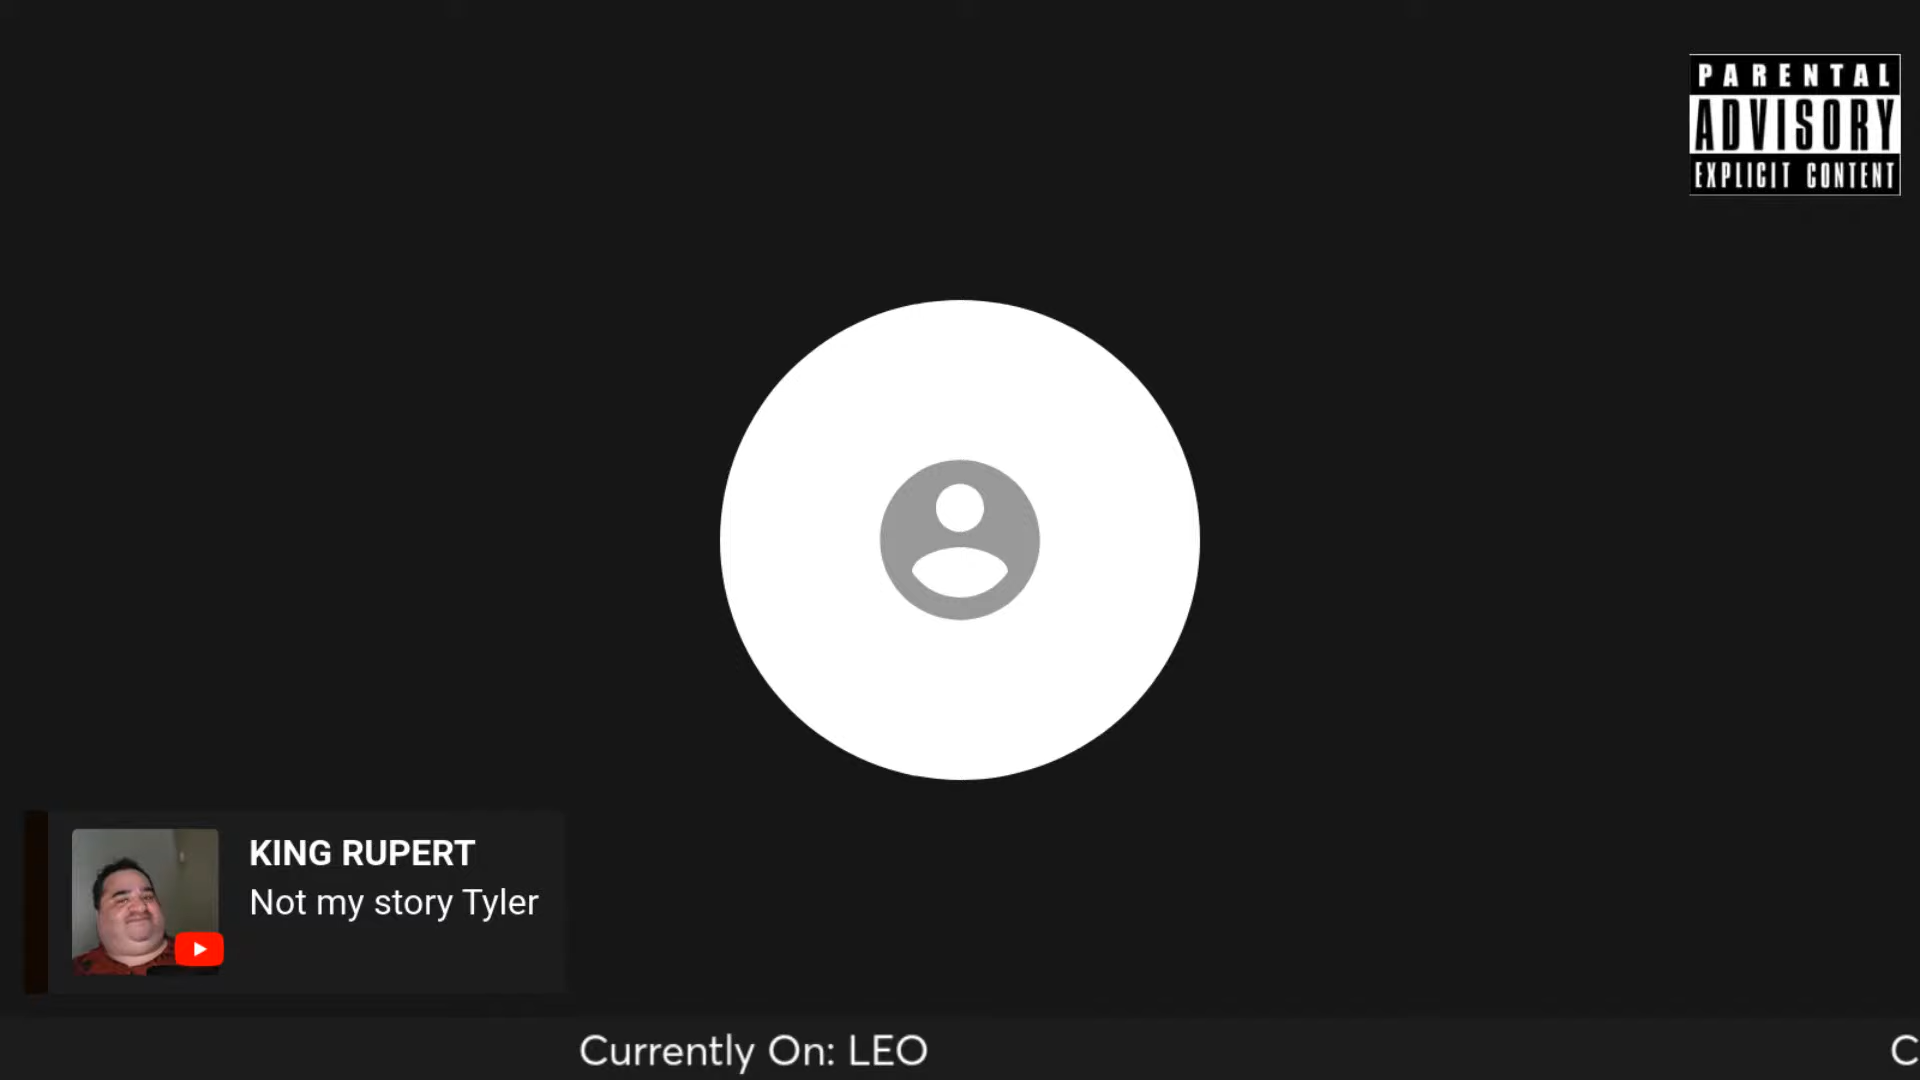 PARENTAL
ADVISORY
EXPLICIT CONTENT
KING RUPERT
Not my story Tyler
Currently On: LEO
C